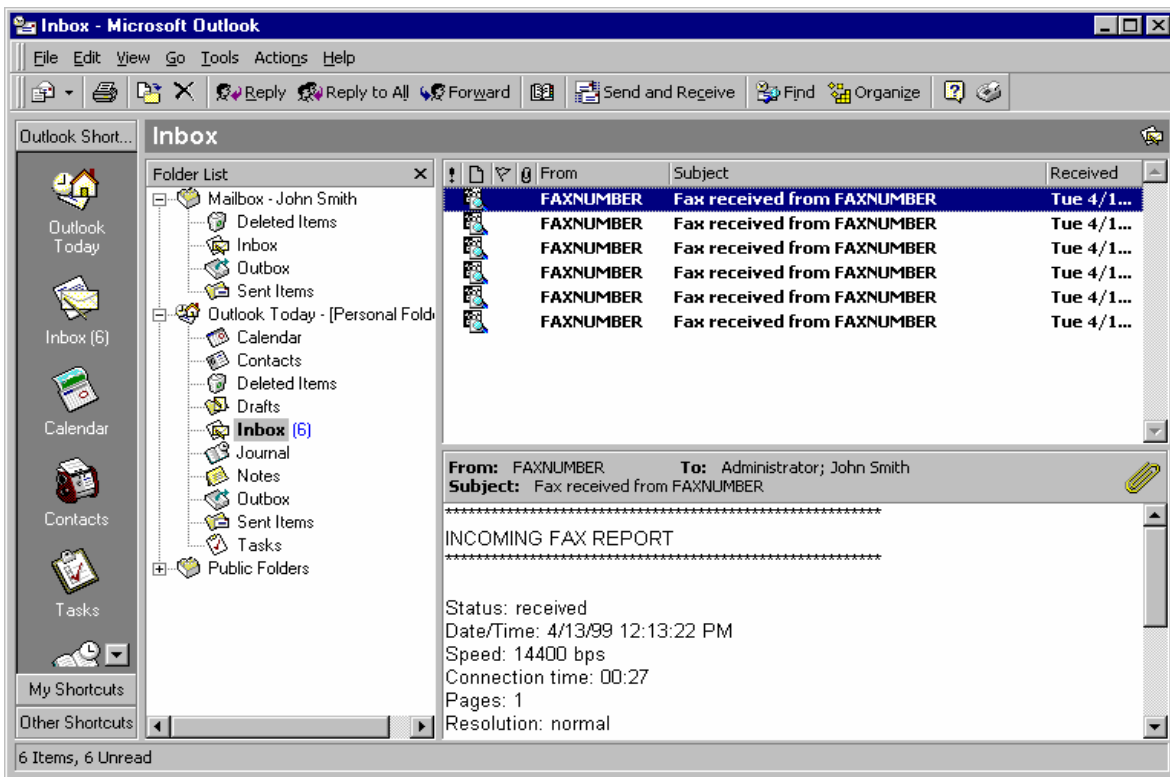 Inbox - Microsoft Outlook
File Edit View Go Tools Actions Help
Reply Reply to All Forward Send and Receive Find Organize
Outlook Short...
Inbox
Outlook Today
Inbox (6)
Calendar
Contacts
Tasks
My Shortcuts
Other Shortcuts
Folder List
Mailbox - John Smith
Deleted Items
Inbox
Outbox
Sent Items
Outlook Today - [Personal Folde
Calendar
Contacts
Deleted Items
Drafts
Inbox (6)
Journal
Notes
Outbox
Sent Items
Tasks
Public Folders
! From Subject Received
FAXNUMBER Fax received from FAXNUMBER Tue 4/1...
FAXNUMBER Fax received from FAXNUMBER Tue 4/1...
FAXNUMBER Fax received from FAXNUMBER Tue 4/1...
FAXNUMBER Fax received from FAXNUMBER Tue 4/1...
FAXNUMBER Fax received from FAXNUMBER Tue 4/1...
FAXNUMBER Fax received from FAXNUMBER Tue 4/1...
From: FAXNUMBER To: Administrator; John Smith
Subject: Fax received from FAXNUMBER
************************************************************
INCOMING FAX REPORT
************************************************************
Status: received
Date/Time: 4/13/99 12:13:22 PM
Speed: 14400 bps
Connection time: 00:27
Pages: 1
Resolution: normal
6 Items, 6 Unread